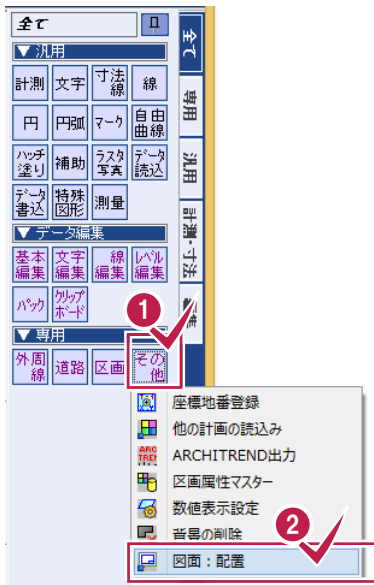 全て
▼汎用
計測 文字 寸法線 線
円 円弧 マーク 自由曲線
ハッチ塗り 補助 ラスタ写真 データ読込
データ書込 特殊図形 測量
▼データ編集
基本編集 文字編集 線編集 レベル編集
パック クリップボード
▼専用
外周線 道路 区画 その他
全て
専用
汎用
計測・寸法
1
座標地番登録
他の計画の読込み
ARCHITREND出力
区画属性マスター
数値表示設定
背景の削除
2
図面：配置